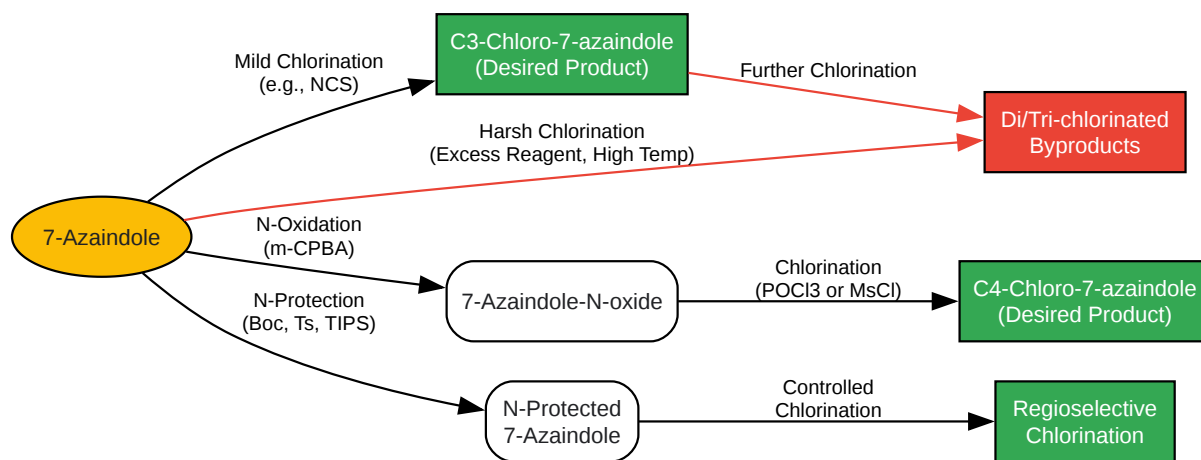 Mild Chlorination
(e.g., NCS)
C3-Chloro-7-azaindole
(Desired Product)
Further Chlorination
Di/Tri-chlorinated
Byproducts
Harsh Chlorination
(Excess Reagent, High Temp)
7-Azaindole
N-Oxidation
(m-CPBA)
7-Azaindole-N-oxide
Chlorination
(POCl3 or MsCl)
C4-Chloro-7-azaindole
(Desired Product)
N-Protection
(Boc, Ts, TIPS)
N-Protected
7-Azaindole
Controlled
Chlorination
Regioselective
Chlorination